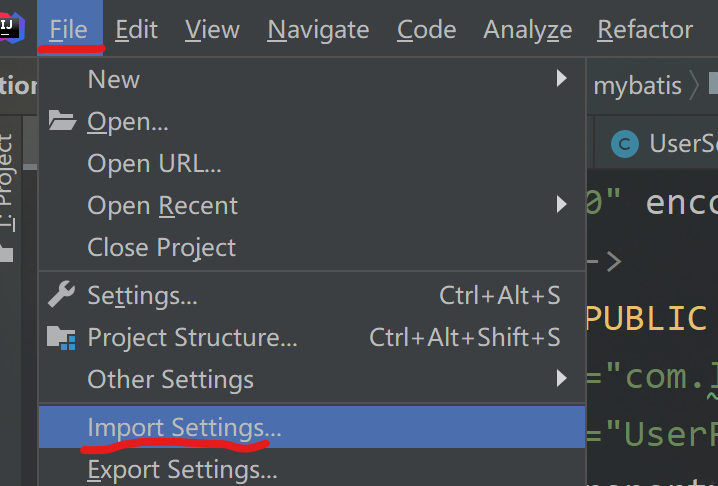 IJ
File Edit View Navigate Code Analyze Refactor
New
Open...
Open URL...
Open Recent
Close Project
Settings... Ctrl+Alt+S
Project Structure... Ctrl+Alt+Shift+S
Other Settings
Import Settings...
Export Settings...
tion
1: Project
mybatis
C UserSe
0" enco
->
PUBLIC
="com.
="UserF